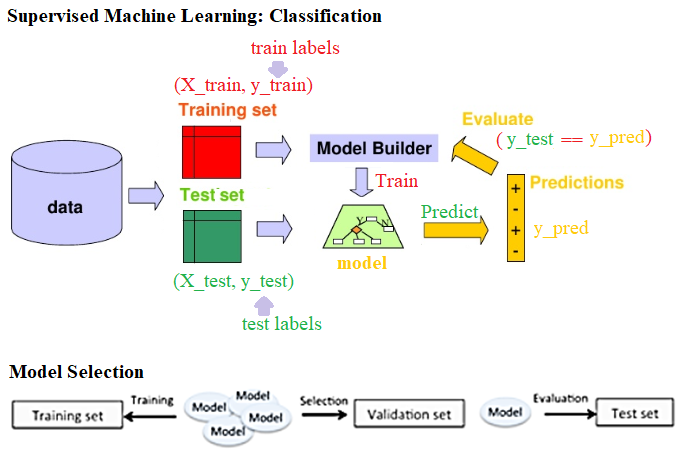 Supervised Machine Learning: Classification
train labels
(X_train, y_train)
Training set
Evaluate
(y_test == y_pred)
Model Builder
data
Train
Test set
Predictions
+
-
+
-
Predict
y_pred
Y
N
model
(X_test, y_test)
test labels
Model Selection
Training set
Training
Model
Model
Model
Model
Selection
Validation set
Model
Evaluation
Test set